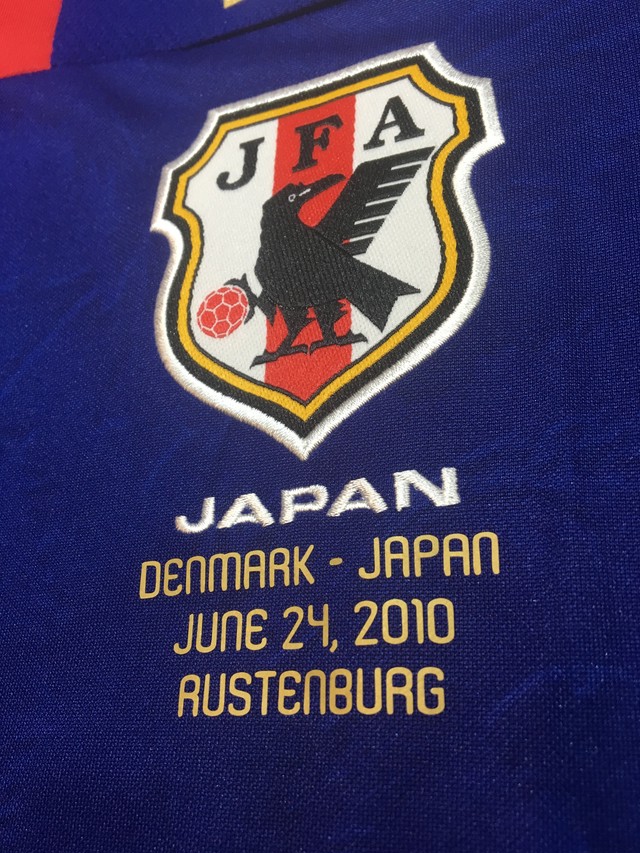 JFA
JAPAN
DENMARK - JAPAN
JUNE 24, 2010
RUSTENBURG